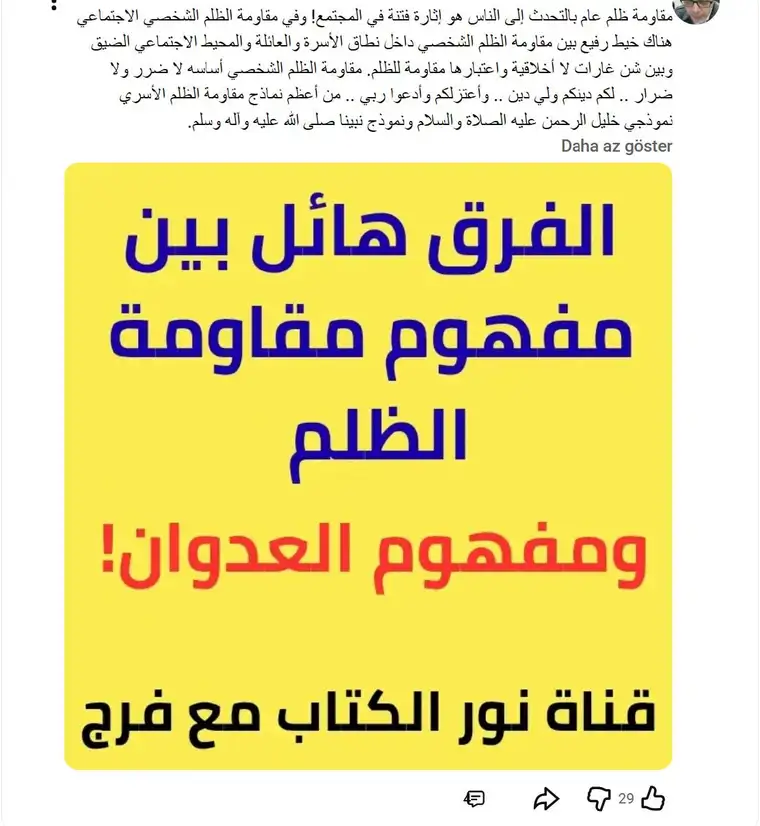 مقاومة ظلم عام بالتحدث إلى الناس هو إثارة فتنة في المجتمع! وفي مقاومة الظلم الشخصي الاجتماعي
هناك خيط رفيع بين مقاومة الظلم الشخصي داخل نطاق الأسرة والعائلة والمحيط الاجتماعي الضيق
وبين شن غارات لا أخلاقية واعتبارها مقاومة للظلم. مقاومة الظلم الشخصي أساسه لا ضرر ولا
ضرار .. لكم دينكم ولي دين .. وأعتزلكم وأدعوا ربي .. من أعظم نماذج مقاومة الظلم الأسري
نموذجي خليل الرحمن عليه الصلاة والسلام ونموذج نبينا صلى الله عليه وآله وسلم.
Daha az göster
الفرق هائل بين
مفهوم مقاومة
الظلم
ومفهوم العدوان!
قناة نور الكتاب مع فرج
29